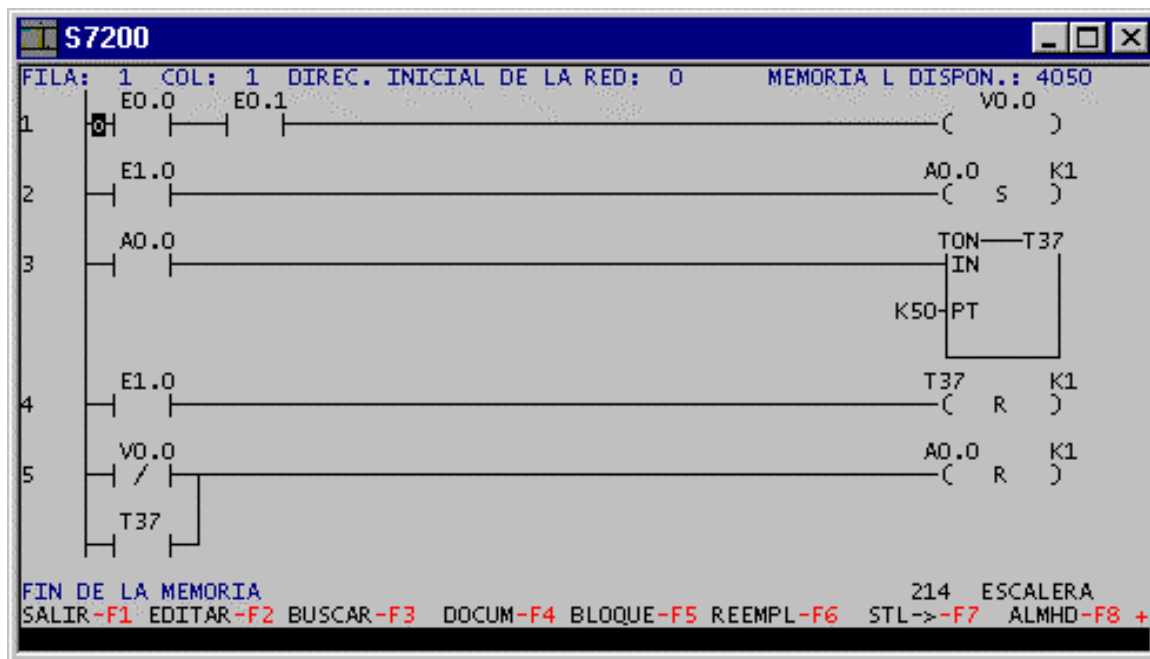 S7200
FILA: 1 COL: 1 DIREC. INICIAL DE LA RED: 0 MEMORIA L DISPON.: 4050
E0.0 E0.1 V0.0
1 ( )
E1.0 A0.0 K1
2 ( S )
A0.0 TON T37
3 IN
K50 PT
E1.0 T37 K1
4 ( R )
V0.0 A0.0 K1
5 / ( R )
T37
FIN DE LA MEMORIA 214 ESCALERA
SALIR-F1 EDITAR-F2 BUSCAR-F3 DOCUM-F4 BLOQUE-F5 REEMPL-F6 STL->-F7 ALMHD-F8 +